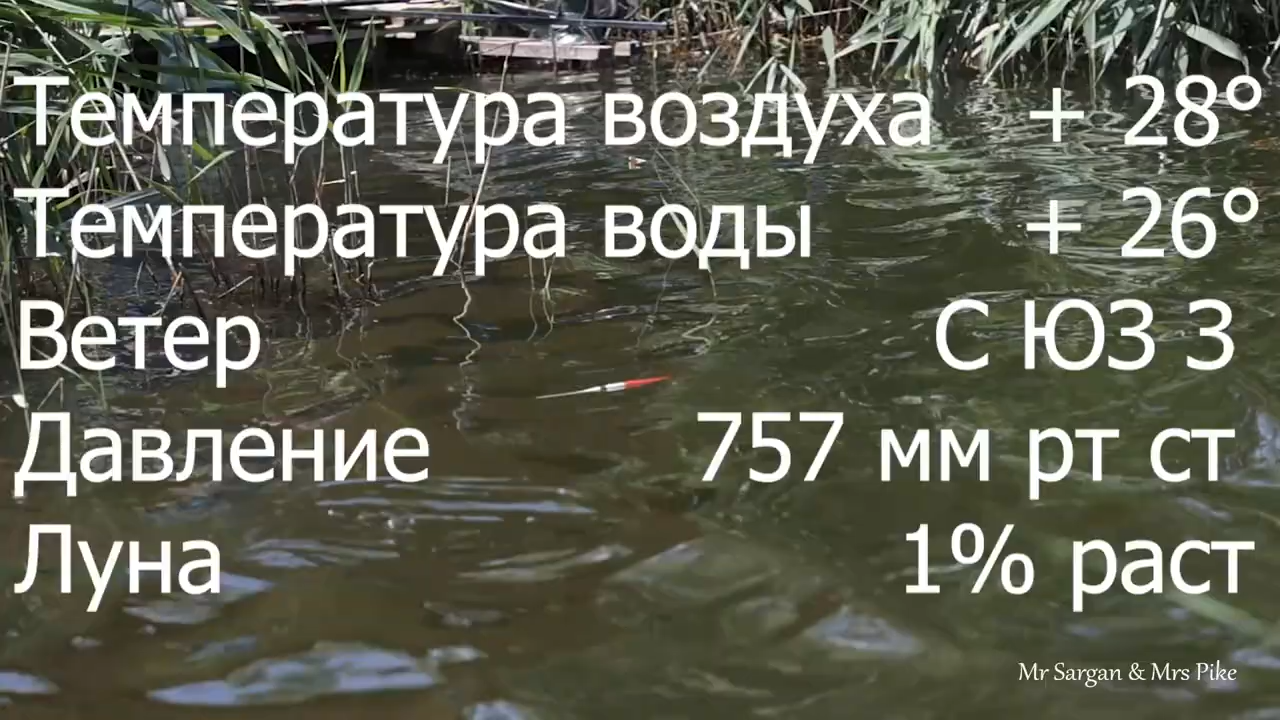 Температура воздуха + 28°
Температура воды + 26°
Ветер С ЮЗ З
Давление 757 мм рт ст
Луна 1% раст
Mr Sargan & Mrs Pike